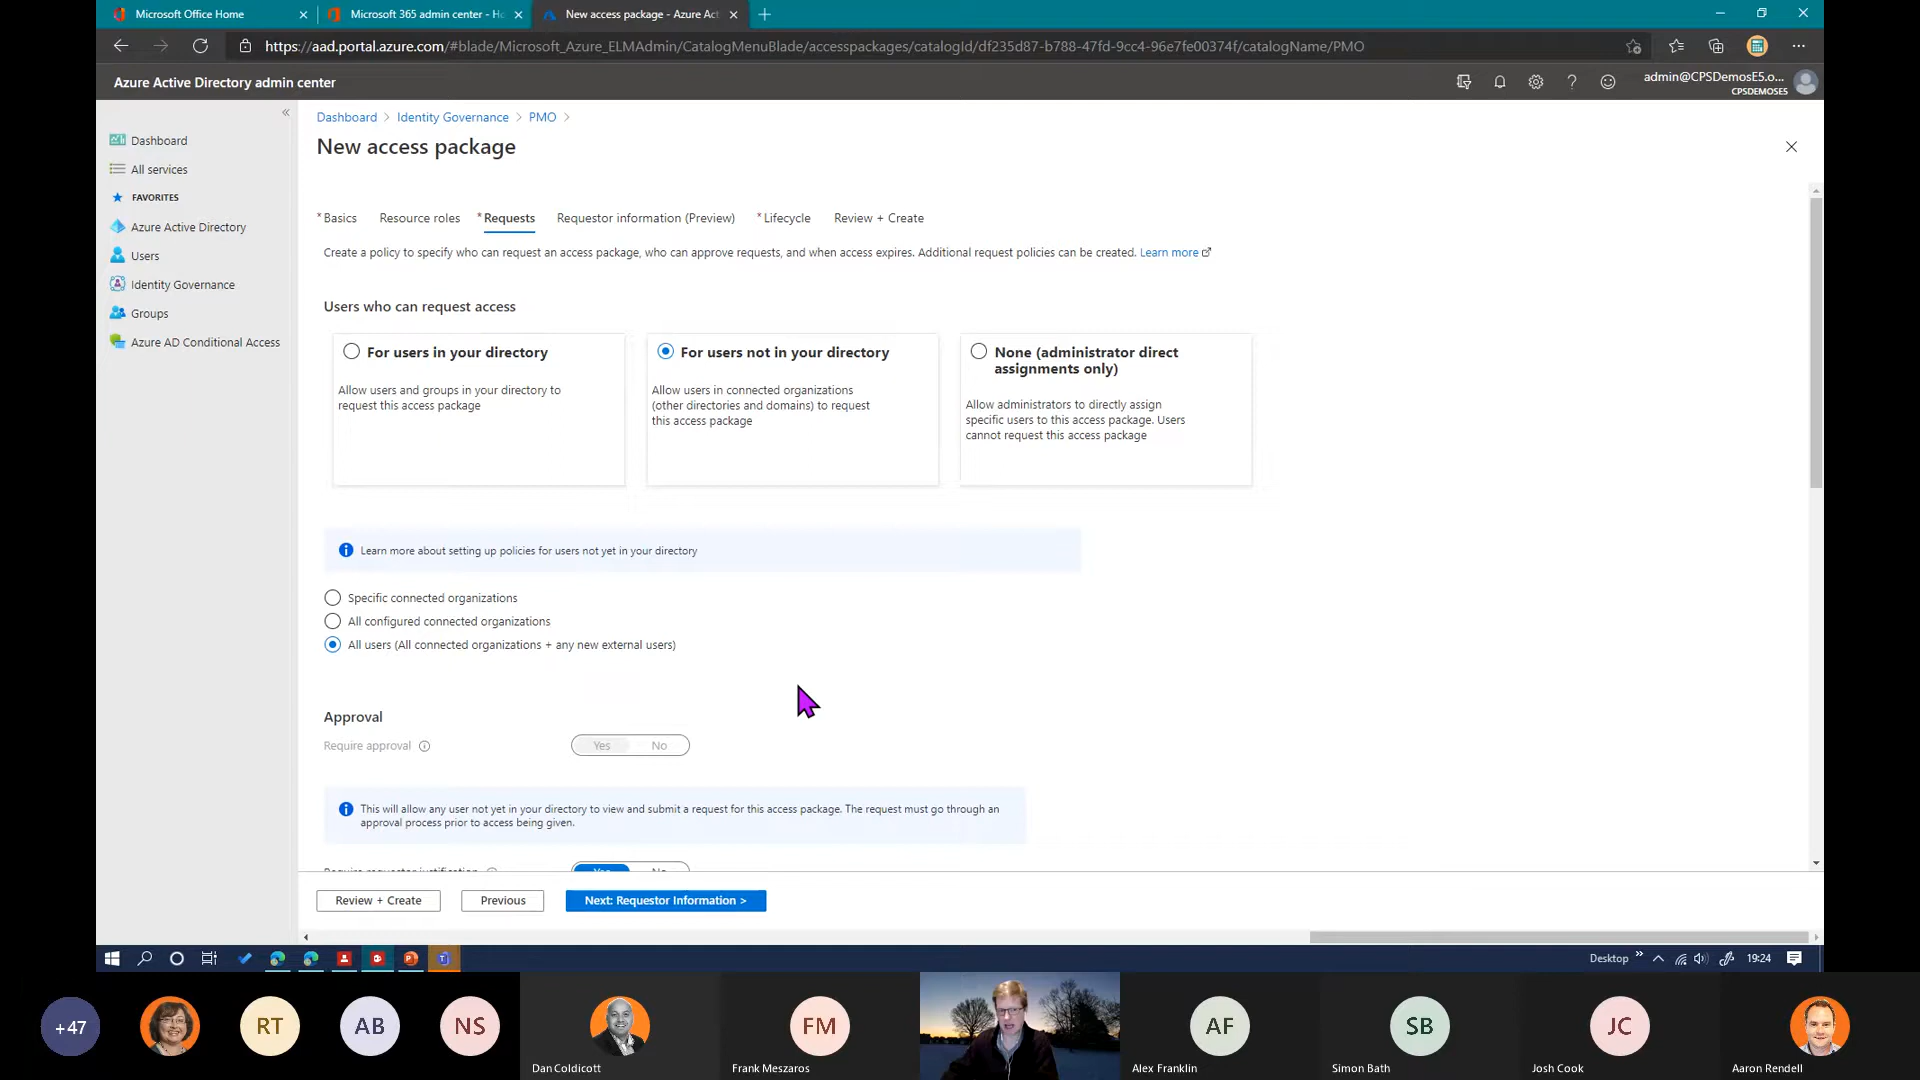 Microsoft Office Home
Microsoft 365 admin center - Ho
New access package - Azure Act
https://aad.portal.azure.com/#blade/Microsoft_Azure_ELMAdmin/CatalogMenuBlade/accesspackages/catalogId/df235d87-b788-47fd-9cc4-96e7fe00374f/catalogName/PMO
Azure Active Directory admin center
admin@CPSDemosE5.o...
CPSDEMOSE5
Dashboard
All services
FAVORITES
Azure Active Directory
Users
Identity Governance
Groups
Azure AD Conditional Access
Dashboard > Identity Governance > PMO >
New access package
* Basics Resource roles * Requests Requestor information (Preview) * Lifecycle Review + Create
Create a policy to specify who can request an access package, who can approve requests, and when access expires. Additional request policies can be created. Learn more
Users who can request access
For users in your directory
Allow users and groups in your directory to
request this access package
For users not in your directory
Allow users in connected organizations
(other directories and domains) to request
this access package
None (administrator direct
assignments only)
Allow administrators to directly assign
specific users to this access package. Users
cannot request this access package
Learn more about setting up policies for users not yet in your directory
Specific connected organizations
All configured connected organizations
All users (All connected organizations + any new external users)
Approval
Require approval
Yes No
This will allow any user not yet in your directory to view and submit a request for this access package. The request must go through an
approval process prior to access being given.
Require requestor justification
Yes No
Review + Create
Previous
Next: Requestor Information >
Desktop
19:24
+47
RT
AB
NS
Dan Coldicott
FM
Frank Meszaros
AF
Alex Franklin
SB
Simon Bath
JC
Josh Cook
Aaron Rendell